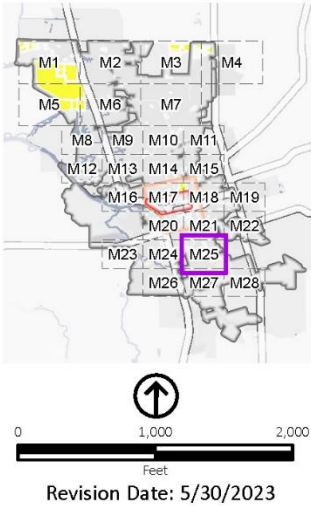 M1 M2 M3 M4
M5 M6 M7
M8 M9 M10 M11
M12 M13 M14 M15
M16 M17 M18 M19
M20 M21 M22
M23 M24 M25
M26 M27 M28
0 1,000 2,000
Feet
Revision Date: 5/30/2023